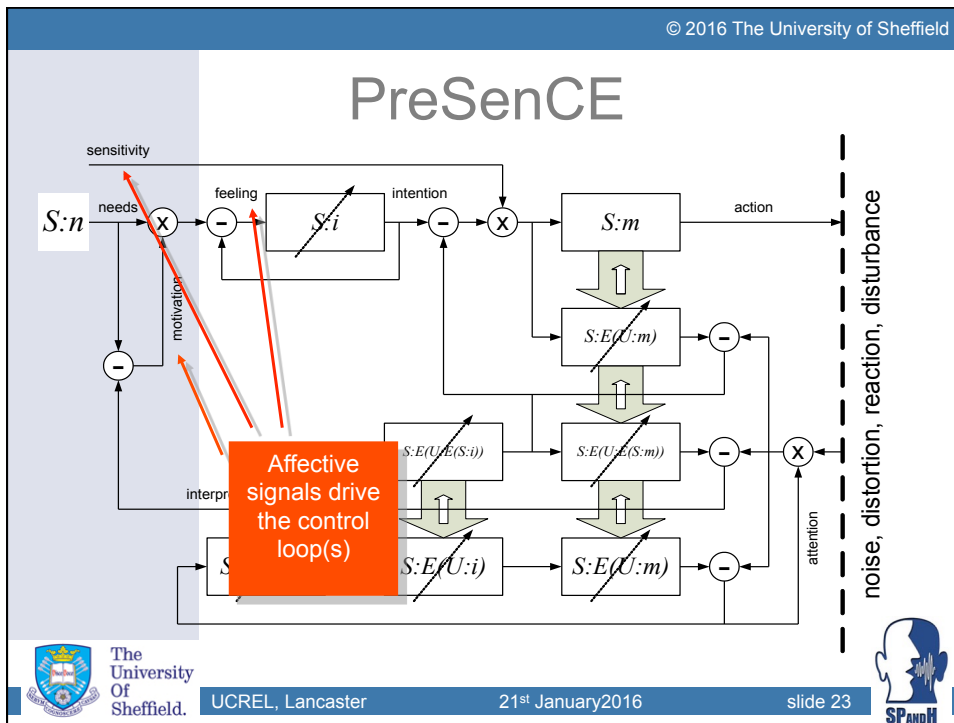 © 2016 The University of Sheffield
PreSenCE
sensitivity
S:n
needs
X
-
feeling
S:i
intention
-
X
S:m
action
motivation
-
S:E(U:m)
-
S:E(U:E(S:i))
S:E(U:E(S:m))
-
X
Affective
signals drive
the control
loop(s)
attention
S:E(U:i)
S:E(U:m)
-
noise, distortion, reaction, disturbance
The
University
Of
Sheffield.
UCREL, Lancaster
21st January2016
slide 23
SPANDH